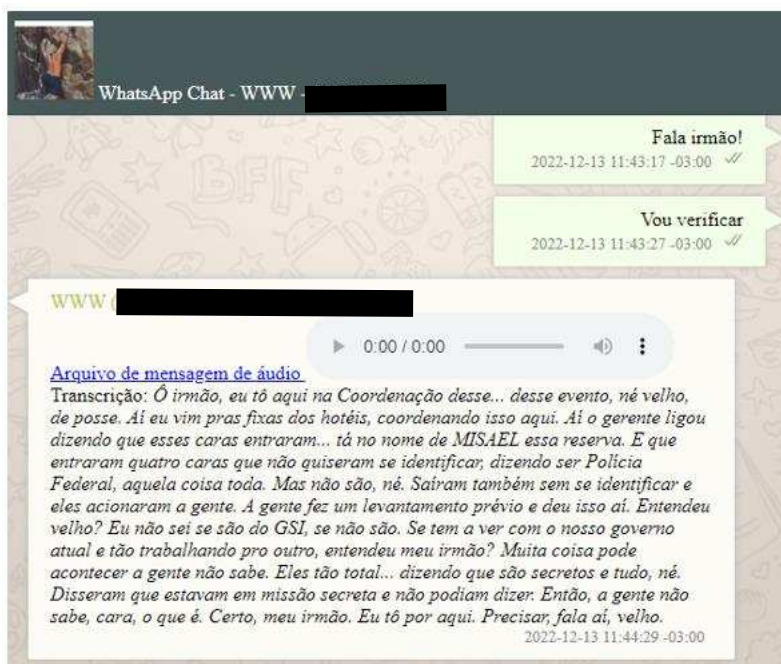 WhatsApp Chat - WWW -
Fala irmão!
2022-12-13 11:43:17 -03:00
Vou verificar
2022-12-13 11:43:27 -03:00
WWW (
0:00 / 0:00
Arquivo de mensagem de áudio
Transcrição: Ô irmão, eu tô aqui na Coordenação desse... desse evento, né velho,
de posse. Aí eu vim pras fixas dos hotéis, coordenando isso aqui. Aí o gerente ligou
dizendo que esses caras entraram... tá no nome de MISAEL essa reserva. E que
entraram quatro caras que não quiseram se identificar, dizendo ser Polícia
Federal, aquela coisa toda. Mas não são, né. Saíram também sem se identificar e
eles acionaram a gente. A gente fez um levantamento prévio e deu isso aí. Entendeu
velho? Eu não sei se são do GSI, se não são. Se tem a ver com o nosso governo
atual e tão trabalhando pro outro, entendeu meu irmão? Muita coisa pode
acontecer a gente não sabe. Eles tão total... dizendo que são secretos e tudo, né.
Disseram que estavam em missão secreta e não podiam dizer. Então, a gente não
sabe, cara, o que é. Certo, meu irmão. Eu tô por aqui. Precisar, fala aí, velho.
2022-12-13 11:44:29 -03:00